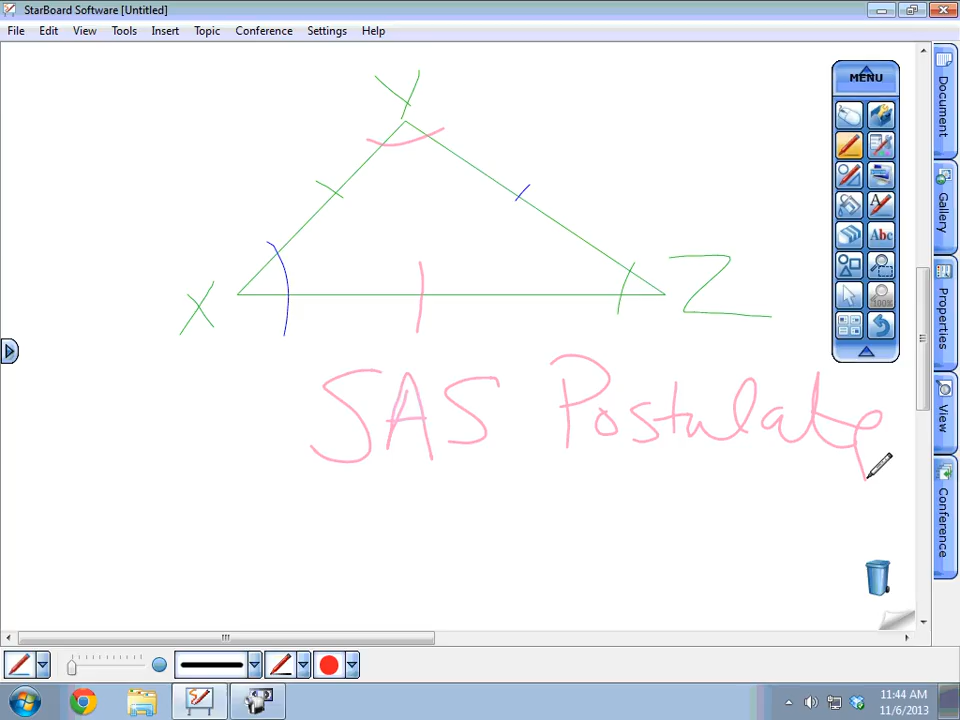 StarBoard Software [Untitled]
File Edit View Tools Insert Topic Conference Settings Help
MENU
Document
Gallery
Properties
View
Conference
Abc
100%
Y
X
Z
SAS Postulate
11:44 AM
11/6/2013